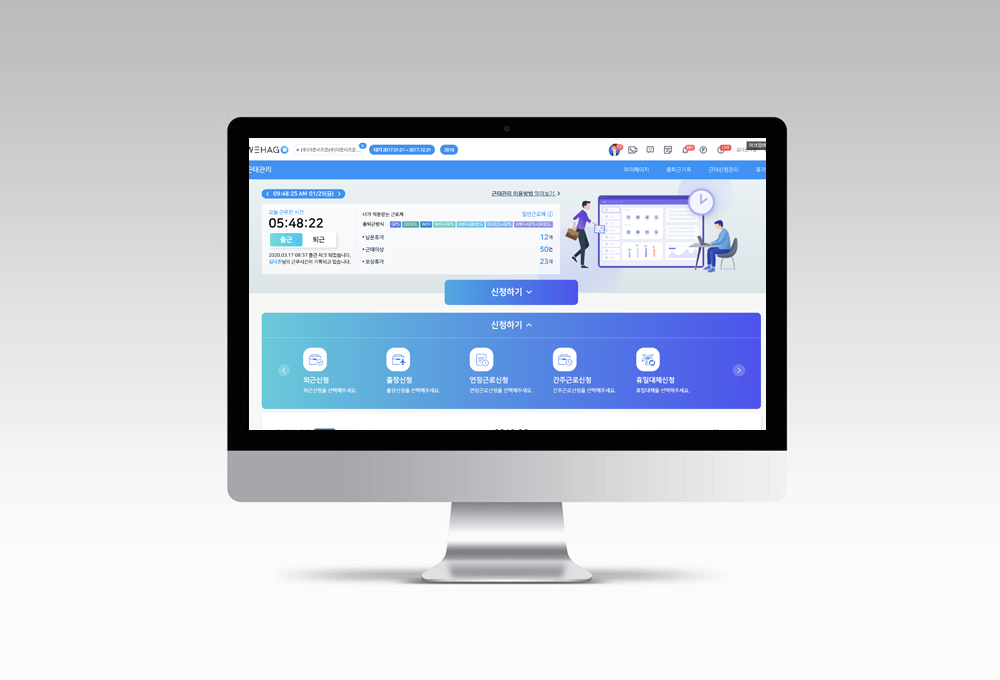 WEHAGO
12기 2017.01.01 ~ 2017.12.31 2018
근태관리
마이페이지 출퇴근기록 근태신청관리 휴가
09:48:25 AM 01/25(금)
근태관리 이용방법 알아보기
오늘 근무한 시간
05:48:22
출근 퇴근
2020.03.17 08:37 출근 체크 되었습니다.
님의 근무시간이 기록되고 있습니다.
내가 적용받는 근로제 일반근로제
출퇴근방식 GPS WIFI
• 남은휴가 12개
• 근태이상 50건
• 보상휴가 23개
신청하기
신청하기
외근신청 출장신청 연장근로신청 간주근로신청 휴일대체신청
외근신청을 선택해주세요. 출장신청을 선택해주세요. 연장근로신청을 선택해주세요. 간주근로신청을 선택해주세요. 휴일대체를 선택해주세요.